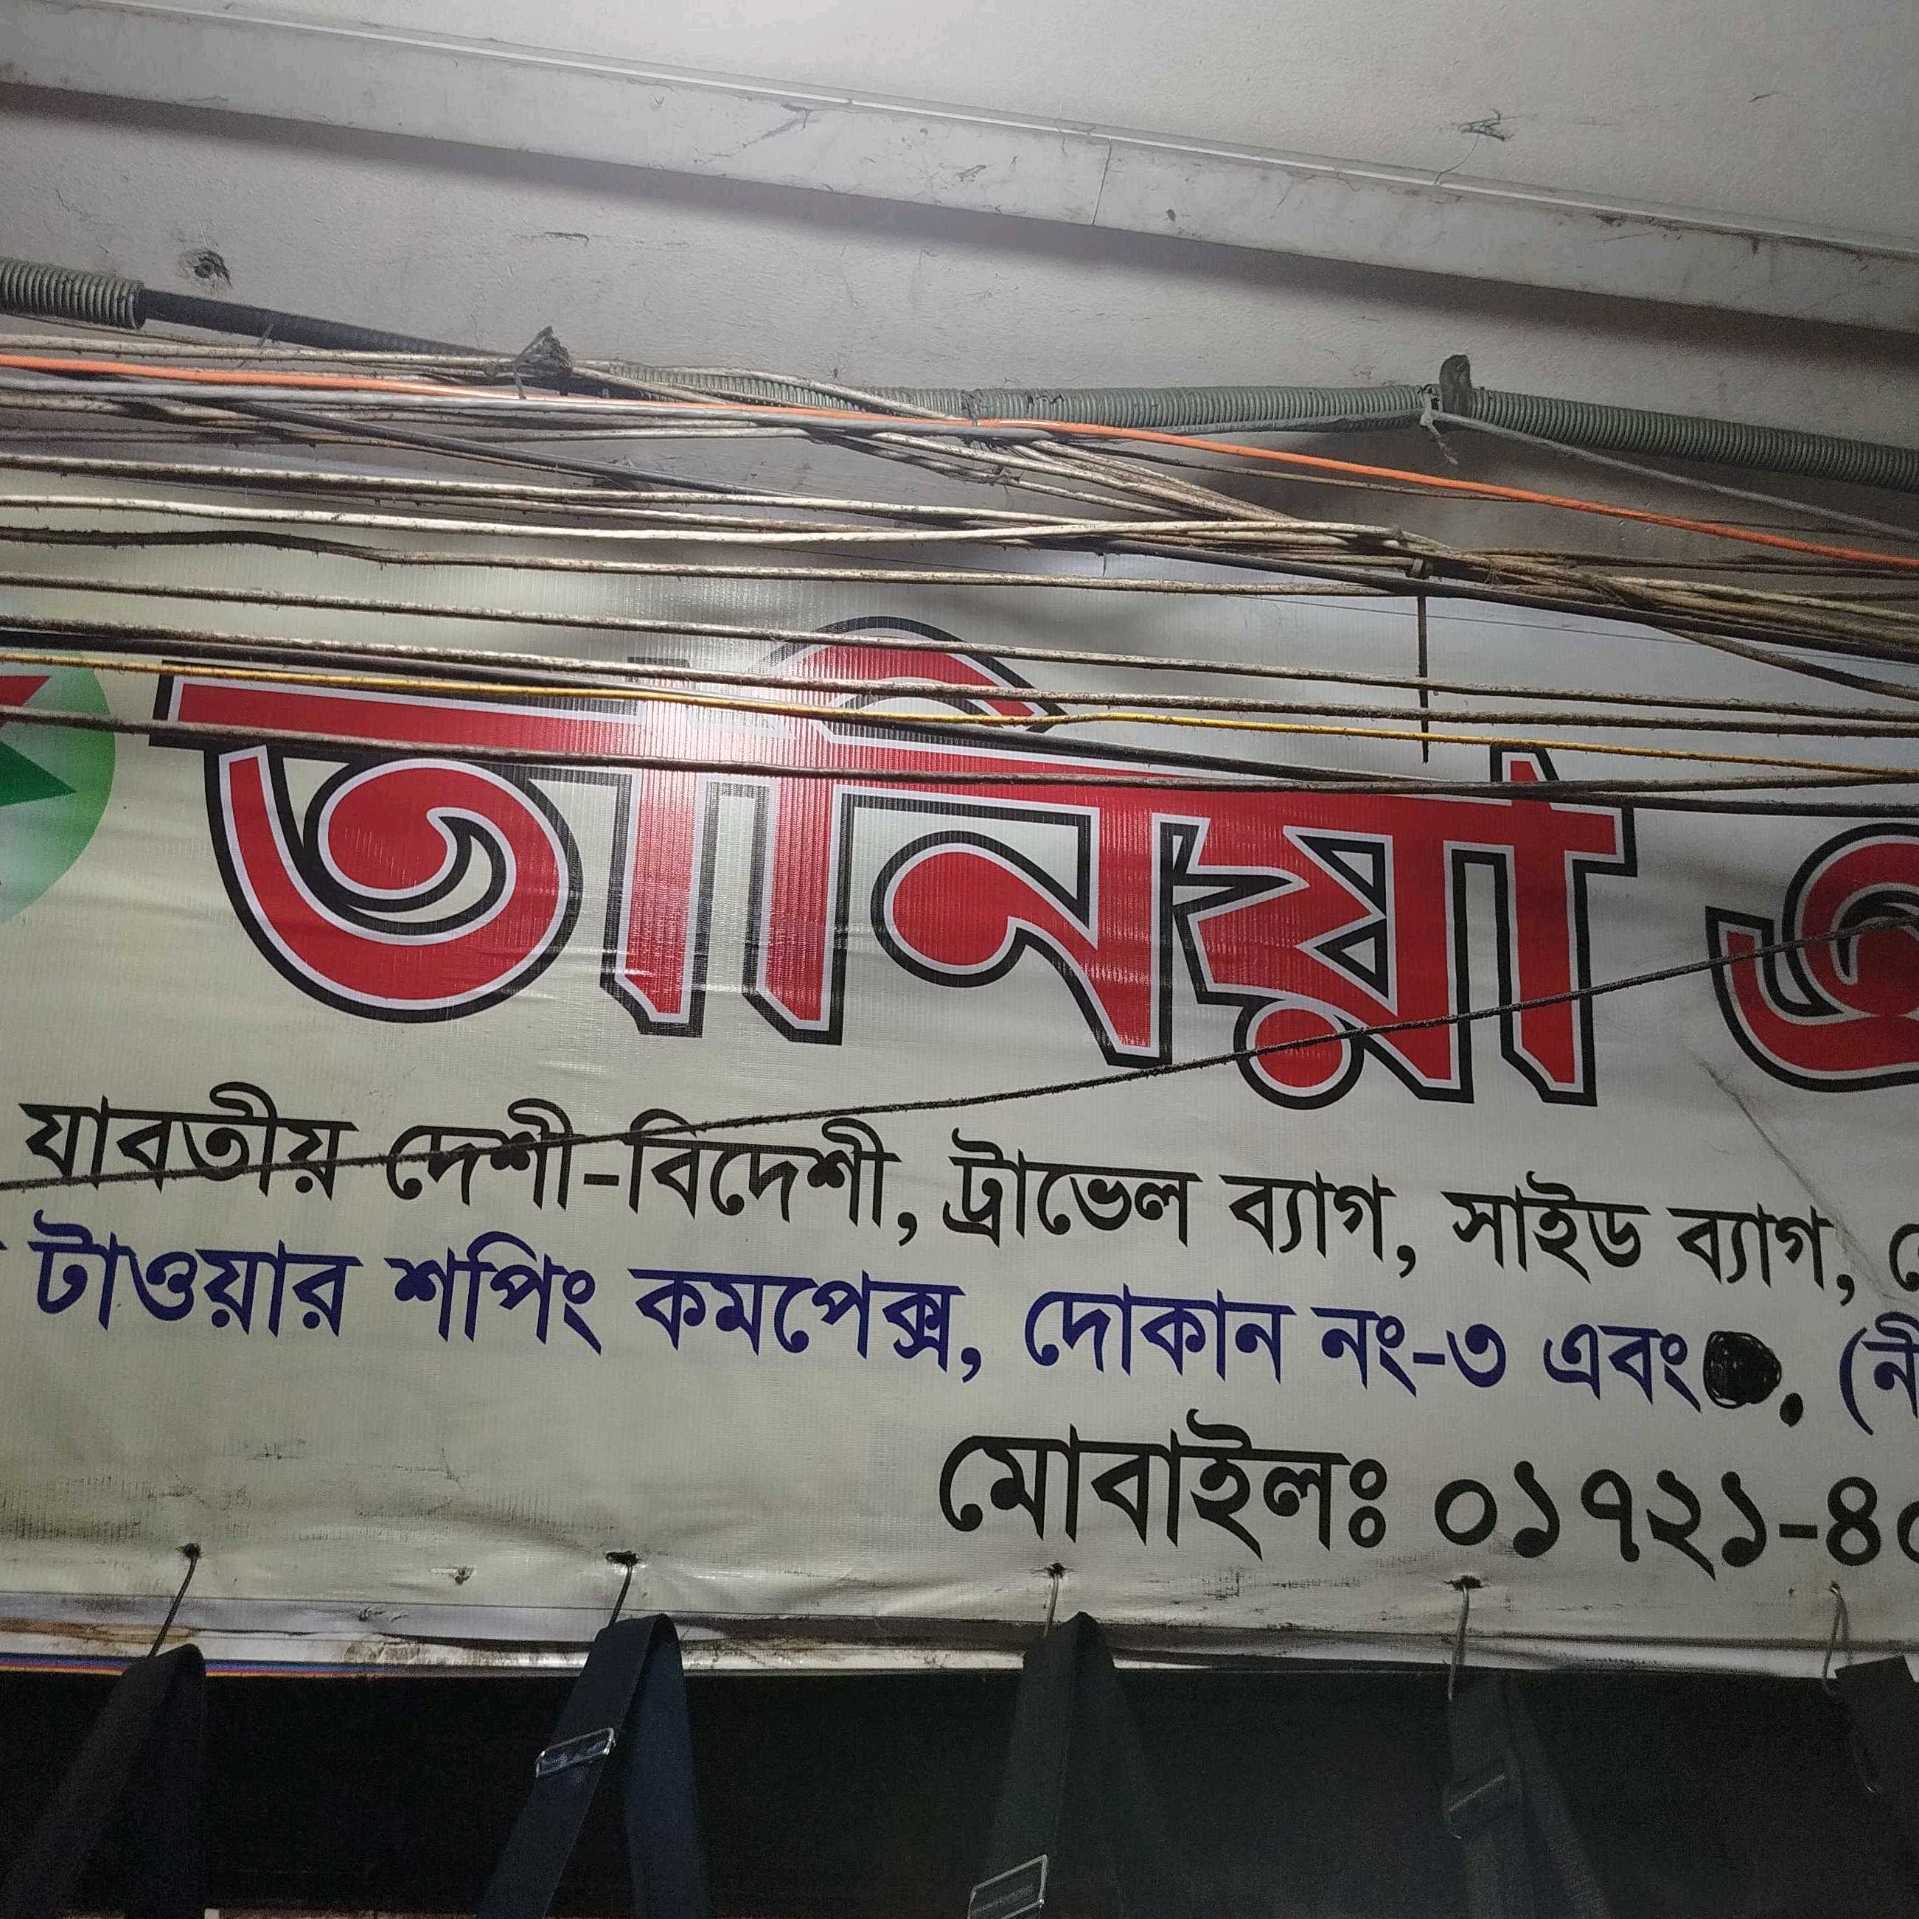 তানিয়া
যাবতীয় দেশী-বিদেশী, ট্রাভেল ব্যাগ, সাইড ব্যাগ,
টাওয়ার শপিং কমপেক্স, দোকান নং-৩ এবং . (নী
মোবাইলঃ ০১৭২১-৪